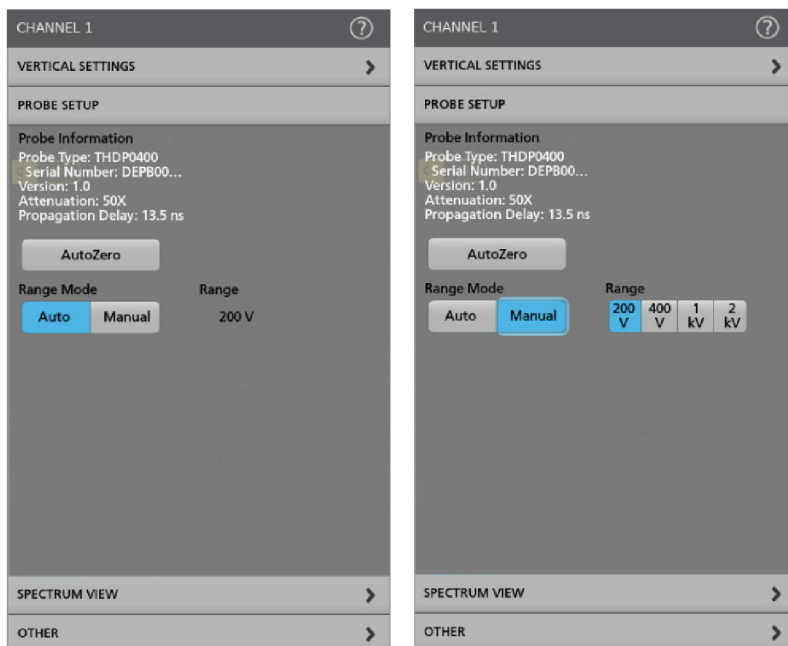 CHANNEL 1
?
VERTICAL SETTINGS
PROBE SETUP
Probe Information
Probe Type: THDP0400
Serial Number: DEPB00...
Version: 1.0
Attenuation: 50X
Propagation Delay: 13.5 ns
AutoZero
Range Mode
Range
Auto
Manual
200 V
SPECTRUM VIEW
OTHER
CHANNEL 1
?
VERTICAL SETTINGS
PROBE SETUP
Probe Information
Probe Type: THDP0400
Serial Number: DEPB00...
Version: 1.0
Attenuation: 50X
Propagation Delay: 13.5 ns
AutoZero
Range Mode
Range
Auto
Manual
200 V
400 V
1 kV
2 kV
SPECTRUM VIEW
OTHER